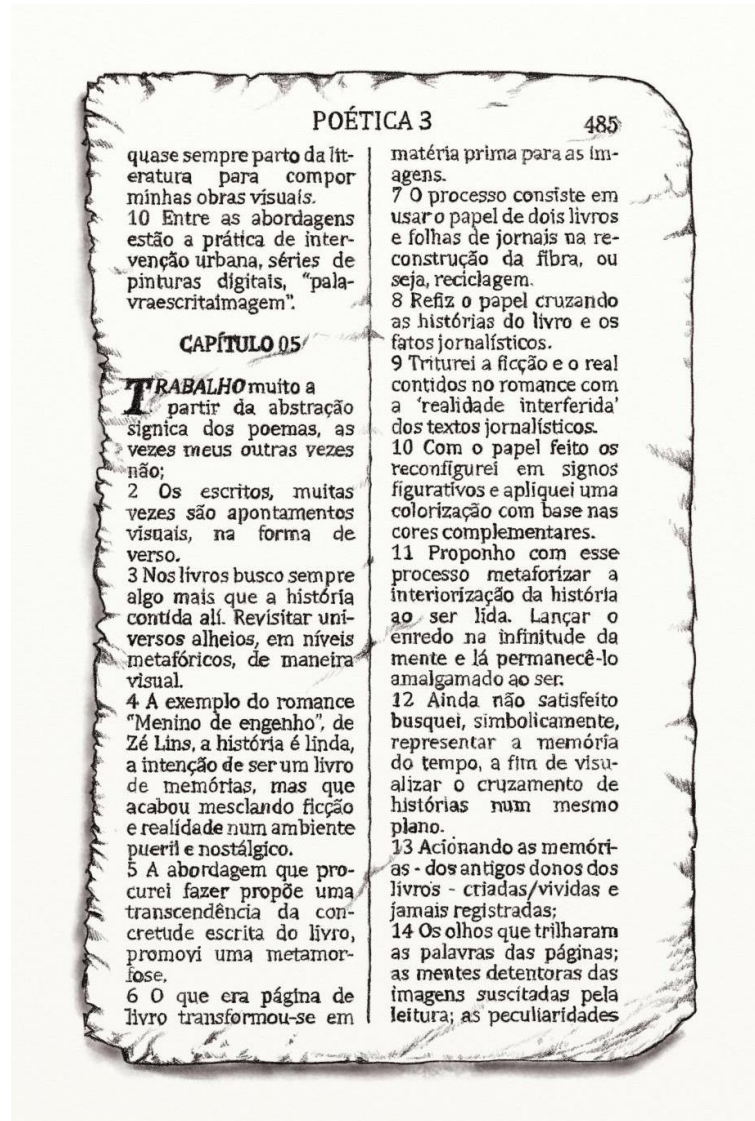 POÉTICA 3
485
quase sempre parto da lit-
eratura para compor
minhas obras visuais.
10 Entre as abordagens
estão a prática de inter-
venção urbana, séries de
pinturas digitais, “pala-
vraescritaimagem”.
CAPÍTULO 05
TRABALHO muito a
partir da abstração
sígnica dos poemas, as
vezes meus outras vezes
não;
2 Os escritos, muitas
vezes são apontamentos
visuais, na forma de
verso.
3 Nos livros busco sempre
algo mais que a história
contida ali. Revisitar uni-
versos alheios, em níveis
metafóricos, de maneira
visual.
4 A exemplo do romance
“Menino de engenho”, de
Zé Lins, a história é linda,
a intenção de ser um livro
de memórias, mas que
acabou mesclando ficção
e realidade num ambiente
pueril e nostálgico.
5 A abordagem que pro-
curei fazer propõe uma
transcendência da con-
cretude escrita do livro,
promovi uma metamor-
fose.
6 O que era página de
livro transformou-se em
matéria prima para as im-
agens.
7 O processo consiste em
usar o papel de dois livros
e folhas de jornais na re-
construção da fibra, ou
seja, reciclagem.
8 Refiz o papel cruzando
as histórias do livro e os
fatos jornalísticos.
9 Triturei a ficção e o real
contidos no romance com
a ‘realidade interferida’
dos textos jornalísticos.
10 Com o papel feito os
reconfigurei em signos
figurativos e apliquei uma
colorização com base nas
cores complementares.
11 Proponho com esse
processo metaforizar a
interiorização da história
ao ser lida. Lançar o
enredo na infinitude da
mente e lá permanecê-lo
amalgamado ao ser.
12 Ainda não satisfeito
busquei, simbolicamente,
representar a memória
do tempo, a fim de visu-
alizar o cruzamento de
histórias num mesmo
plano.
13 Acionando as memóri-
as - dos antigos donos dos
livros - criadas/vividas e
jamais registradas;
14 Os olhos que trilharam
as palavras das páginas;
as mentes detentoras das
imagens suscitadas pela
leitura; as peculiaridades